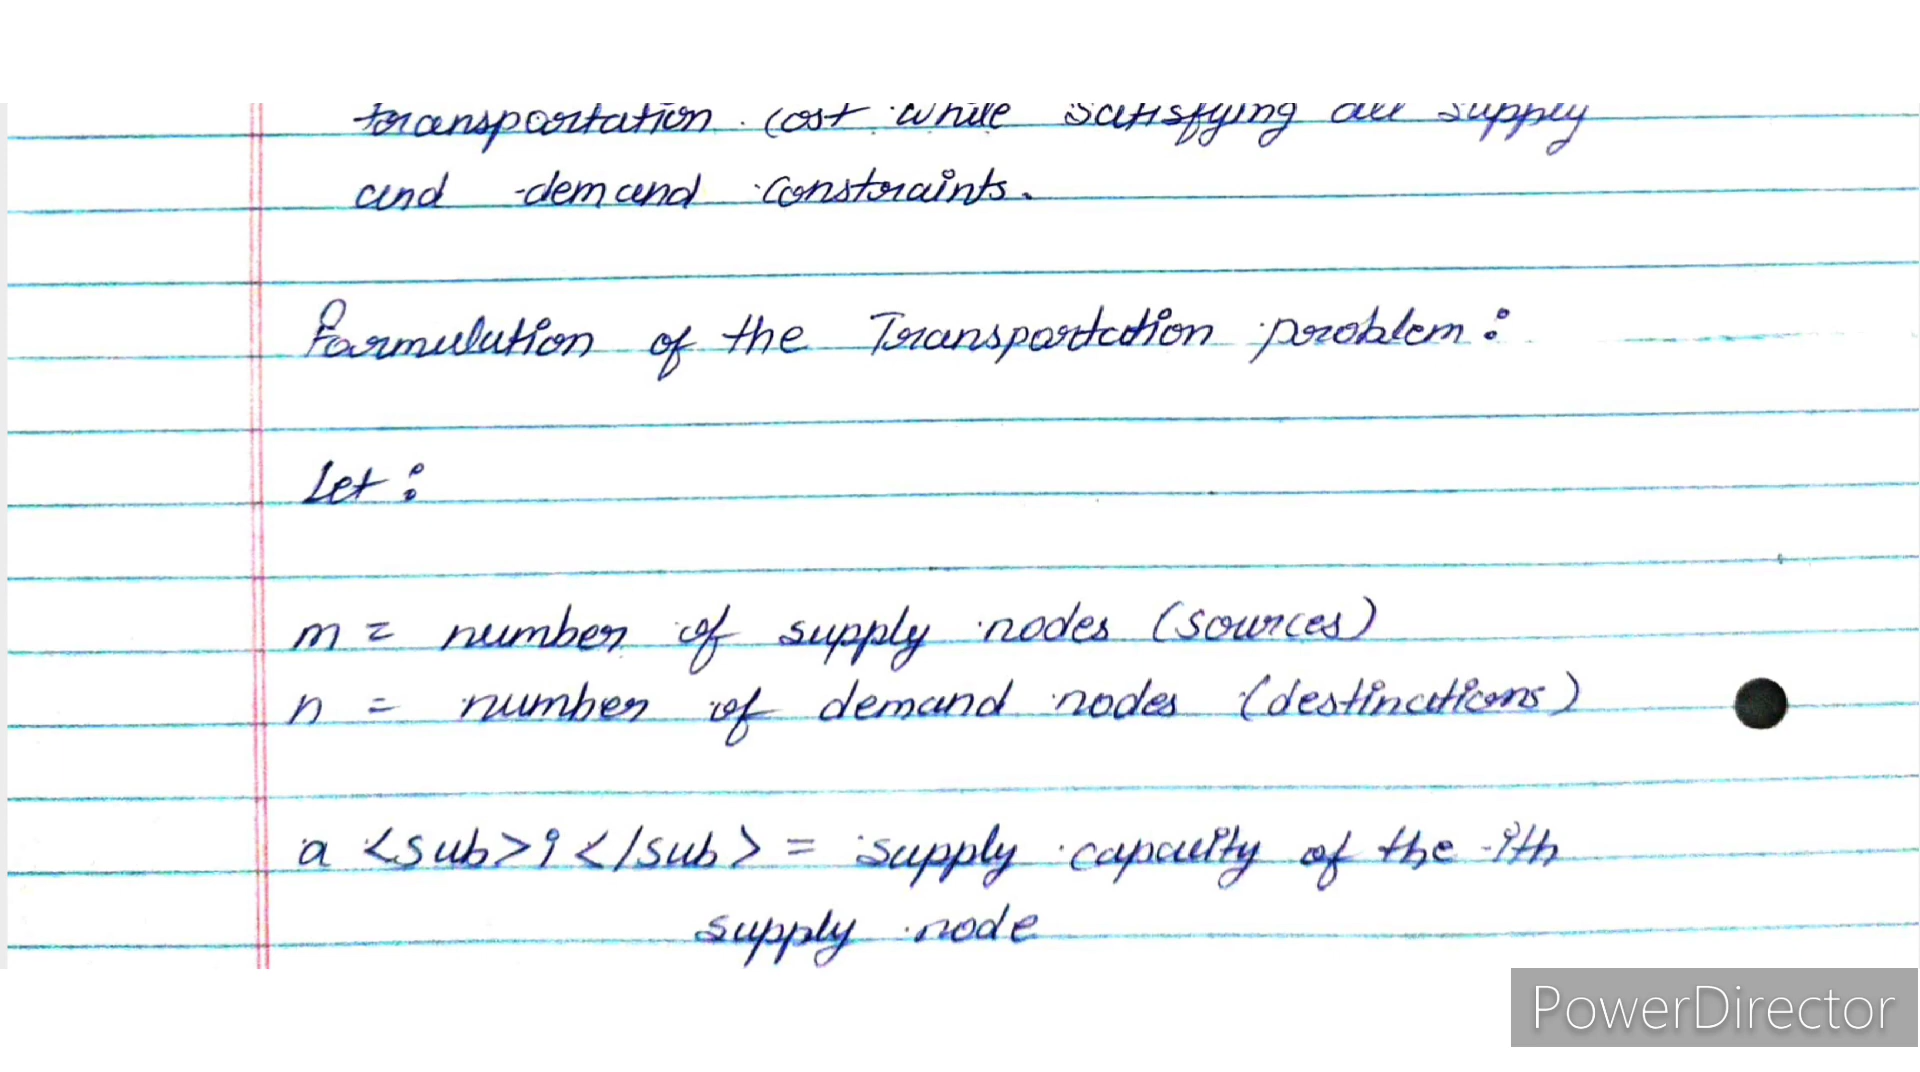 transportation cost while satisfying all supply
and demand constraints.
Formulation of the Transportation problem:
Let:
m = number of supply nodes (sources)
n = number of demand nodes (destinations)
a <sub>i</sub> = supply capacity of the ith
supply node
PowerDirector